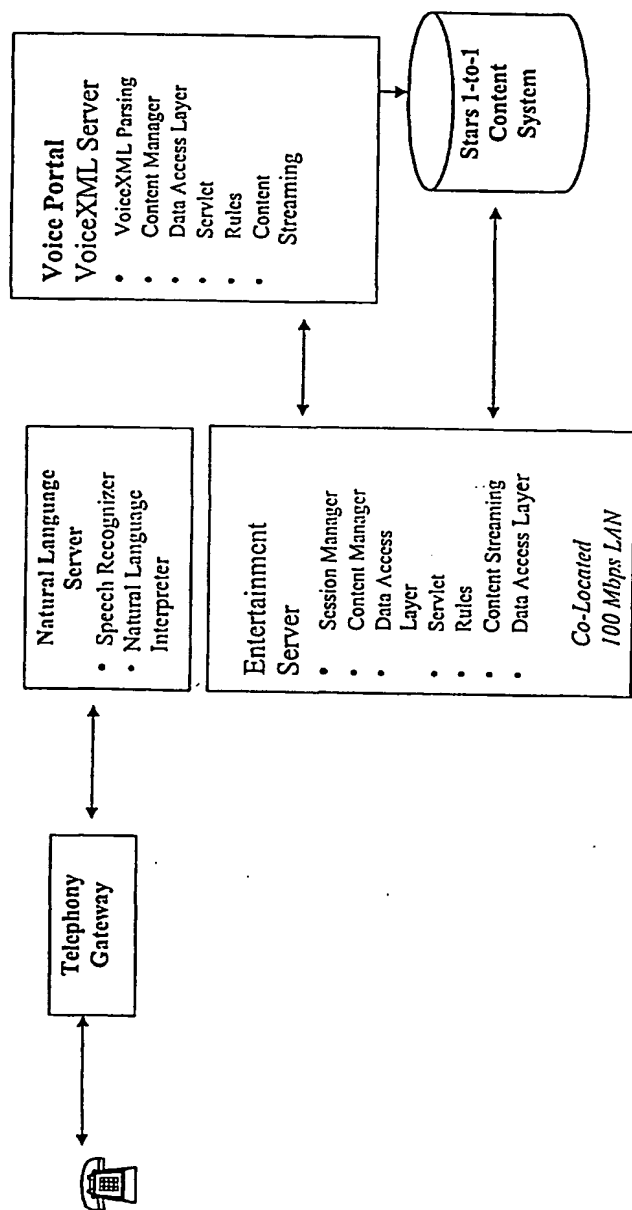 Telephony
Gateway
Natural Language
Server
• Speech Recognizer
• Natural Language
Interpreter
Entertainment
Server
• Session Manager
• Content Manager
• Data Access
Layer
• Servlet
• Rules
• Content Streaming
• Data Access Layer
Co-Located
100 Mbps LAN
Voice Portal
VoiceXML Server
• VoiceXML Parsing
• Content Manager
• Data Access Layer
• Servlet
• Rules
• Content
Streaming
Stars 1-to-1
Content
System